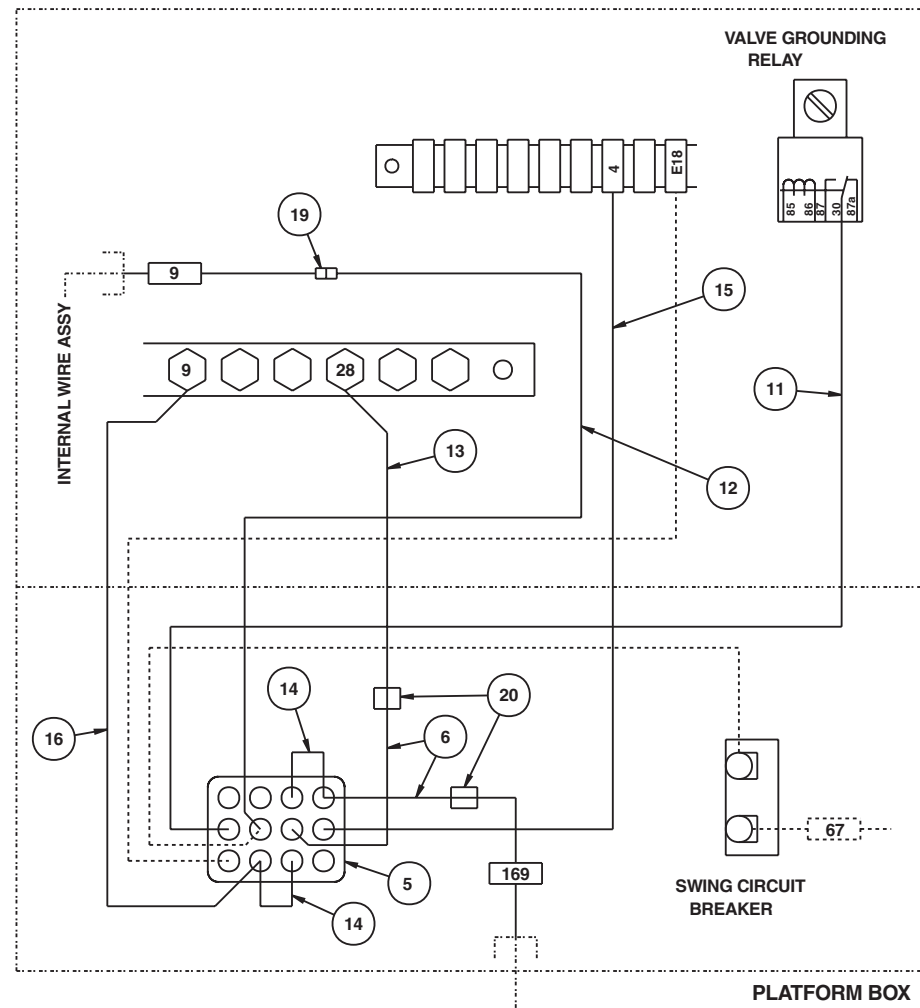 VALVE GROUNDING
RELAY
4
E18
85
86
87
30
87a
19
9
15
INTERNAL WIRE ASSY
9
28
11
13
12
14
20
16
6
67
5
169
SWING CIRCUIT
BREAKER
14
PLATFORM BOX